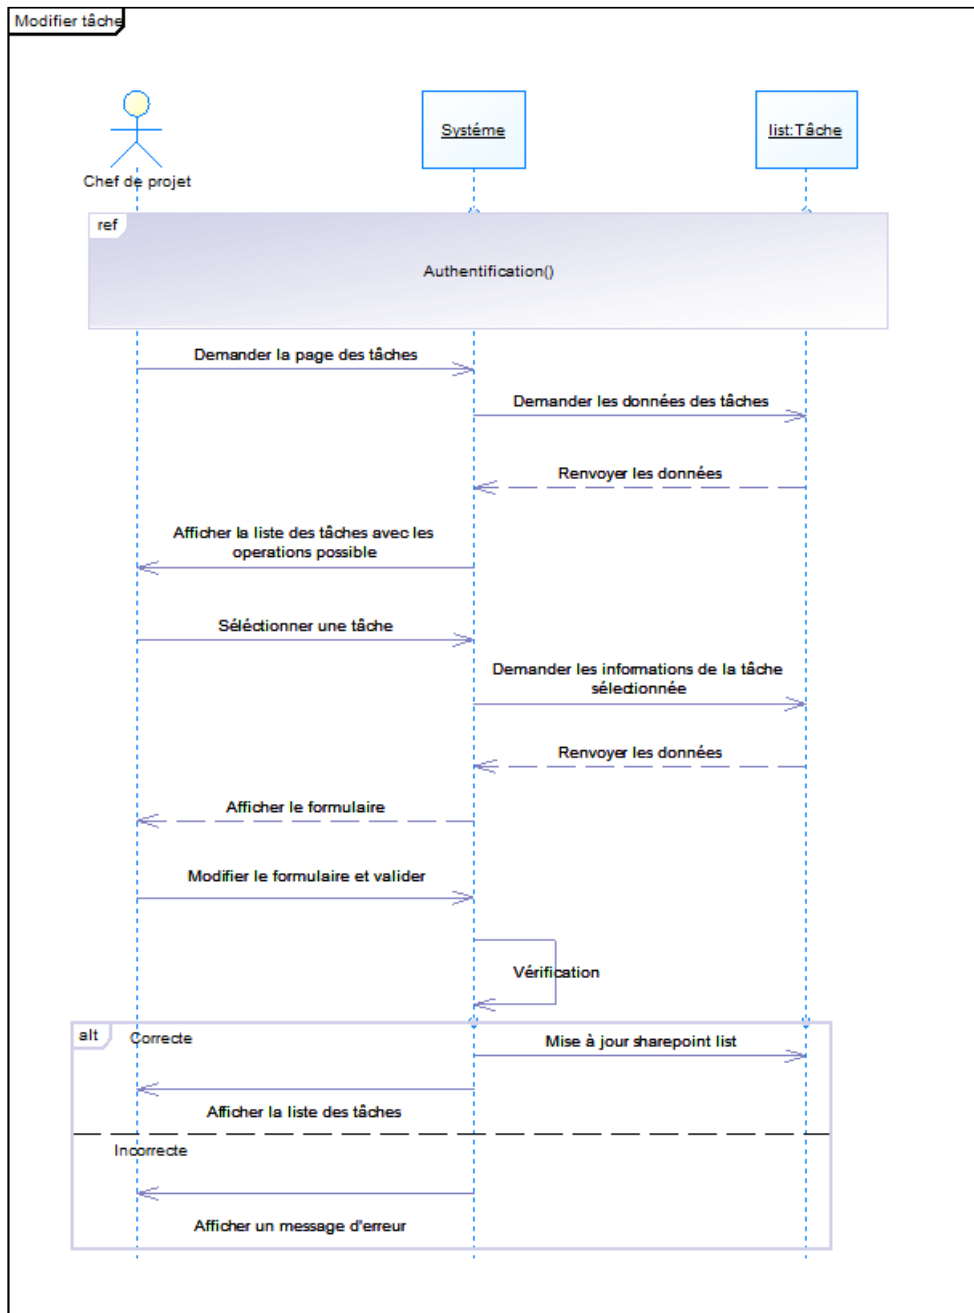 Modifier tâche
Systéme
list:Tâche
Chef de projet
ref
Authentification()
Demander la page des tâches
Demander les données des tâches
Renvoyer les données
Afficher la liste des tâches avec les
operations possible
Séléctionner une tâche
Demander les informations de la tâche
sélectionnée
Renvoyer les données
Afficher le formulaire
Modifier le formulaire et valider
Vérification
alt
Correcte
Mise à jour sharepoint list
Afficher la liste des tâches
Incorrecte
Afficher un message d'erreur